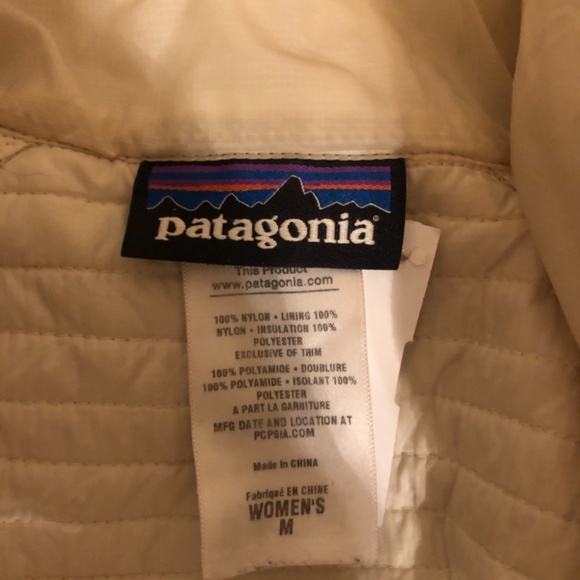 patagonia®
This Product
www.patagonia.com
100% NYLON • LINING 100%
NYLON • INSULATION 100%
POLYESTER
EXCLUSIVE OF TRIM
100% POLYAMIDE • DOUBLURE
100% POLYAMIDE • ISOLANT 100%
POLYESTER
A PART LA GARNITURE
MFG DATE AND LOCATION AT
PCPSIA.COM
Made in CHINA
Fabriqué EN CHINE
WOMEN'S
M